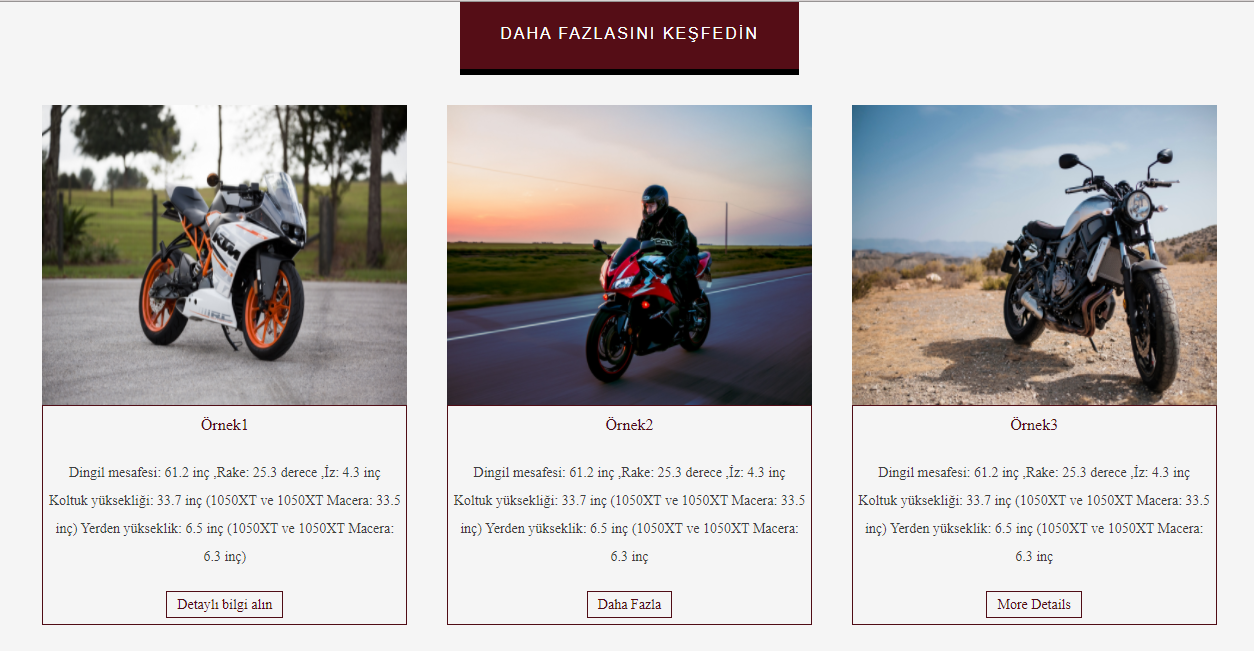 DAHA FAZLASINI KEŞFEDİN
KTM
Örnek1
Dingil mesafesi: 61.2 inç ,Rake: 25.3 derece ,İz: 4.3 inç
Koltuk yüksekliği: 33.7 inç (1050XT ve 1050XT Macera: 33.5
inç) Yerden yükseklik: 6.5 inç (1050XT ve 1050XT Macera:
6.3 inç)
Detaylı bilgi alın
Örnek2
Dingil mesafesi: 61.2 inç ,Rake: 25.3 derece ,İz: 4.3 inç
Koltuk yüksekliği: 33.7 inç (1050XT ve 1050XT Macera: 33.5
inç) Yerden yükseklik: 6.5 inç (1050XT ve 1050XT Macera:
6.3 inç
Daha Fazla
Örnek3
Dingil mesafesi: 61.2 inç ,Rake: 25.3 derece ,İz: 4.3 inç
Koltuk yüksekliği: 33.7 inç (1050XT ve 1050XT Macera: 33.5
inç) Yerden yükseklik: 6.5 inç (1050XT ve 1050XT Macera:
6.3 inç
More Details